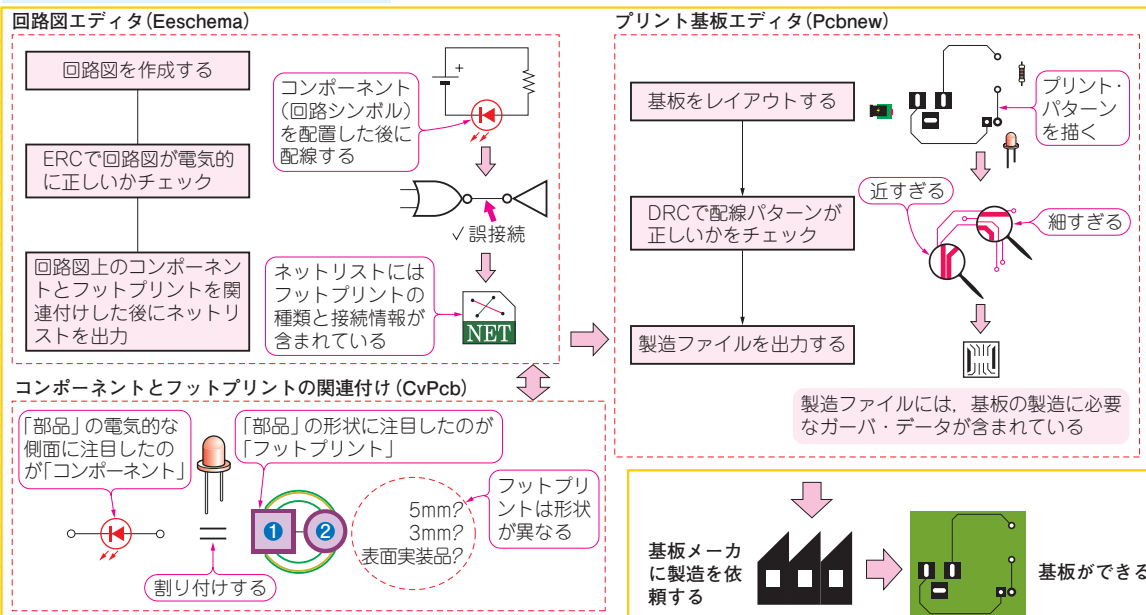 回路図エディタ(Eeschema)
回路図を作成する
ERCで回路図が電気的
に正しいかチェック
回路図上のコンポーネン
トとフットプリントを関
連付けした後にネットリ
ストを出力
コンポーネント
(回路シンボル)
を配置した後に
配線する
+
✓誤接続
ネットリストには
フットプリントの
種類と接続情報が
含まれている
NET
コンポーネントとフットプリントの関連付け(CvPcb)
「部品」の電気的な
側面に注目したの
が「コンポーネント」
「部品」の形状に注目したのが
「フットプリント」
❶ ❷
割り付けする
5mm?
3mm?
表面実装品?
フットプリ
ントは形状
が異なる
プリント基板エディタ(Pcbnew)
基板をレイアウトする
DRCで配線パターンが
正しいかをチェック
製造ファイルを出力する
プリント・
パターン
を描く
近すぎる
細すぎる
製造ファイルには,基板の製造に必要
なガーバ・データが含まれている
基板メーカ
に製造を依
頼する
基板ができる